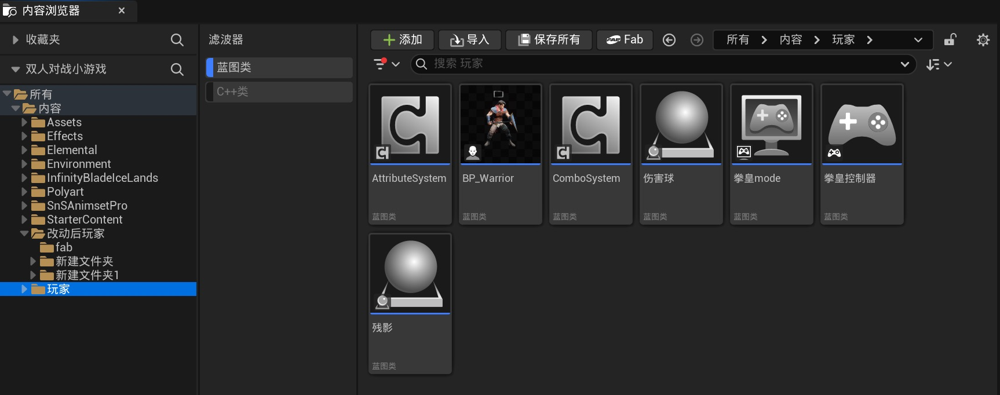 内容浏览器
收藏夹
双人对战小游戏
所有
内容
Assets
Effects
Elemental
Environment
InfinityBladeIceLands
Polyart
SnSAnimsetPro
StarterContent
改动后玩家
fab
新建文件夹
新建文件夹1
玩家
滤波器
蓝图类
C++类
添加
导入
保存所有
Fab
所有
内容
玩家
搜索 玩家
AttributeSystem
蓝图类
BP_Warrior
蓝图类
ComboSystem
蓝图类
伤害球
蓝图类
拳皇mode
蓝图类
拳皇控制器
蓝图类
残影
蓝图类